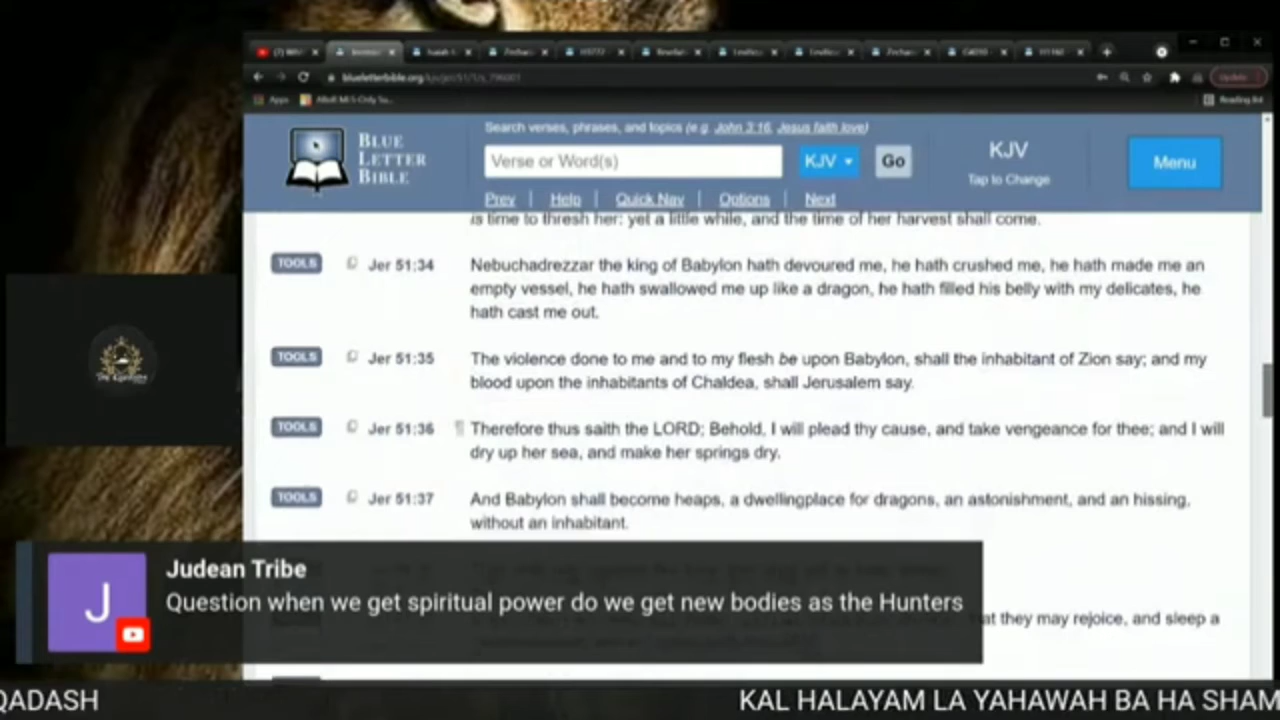 blueletterbible.org
Apps
Update
Reading list
BLUE
LETTER
BIBLE
Search verses, phrases, and topics (e.g. John 3:16, Jesus faith love)
Verse or Word(s)
KJV
Go
KJV
Tap to Change
Menu
Prev | Help | Quick Nav | Options | Next
is time to thresh her: yet a little while, and the time of her harvest shall come.
TOOLS Jer 51:34 Nebuchadrezzar the king of Babylon hath devoured me, he hath crushed me, he hath made me an
empty vessel, he hath swallowed me up like a dragon, he hath filled his belly with my delicates, he
hath cast me out.
TOOLS Jer 51:35 The violence done to me and to my flesh be upon Babylon, shall the inhabitant of Zion say; and my
blood upon the inhabitants of Chaldea, shall Jerusalem say.
TOOLS Jer 51:36 ¶ Therefore thus saith the LORD; Behold, I will plead thy cause, and take vengeance for thee; and I will
dry up her sea, and make her springs dry.
TOOLS Jer 51:37 And Babylon shall become heaps, a dwellingplace for dragons, an astonishment, and an hissing,
without an inhabitant.
that they may rejoice, and sleep a
J
Judean Tribe
Question when we get spiritual power do we get new bodies as the Hunters
QADASH
KAL HALAYAM LA YAHAWAH BA HA SHAM